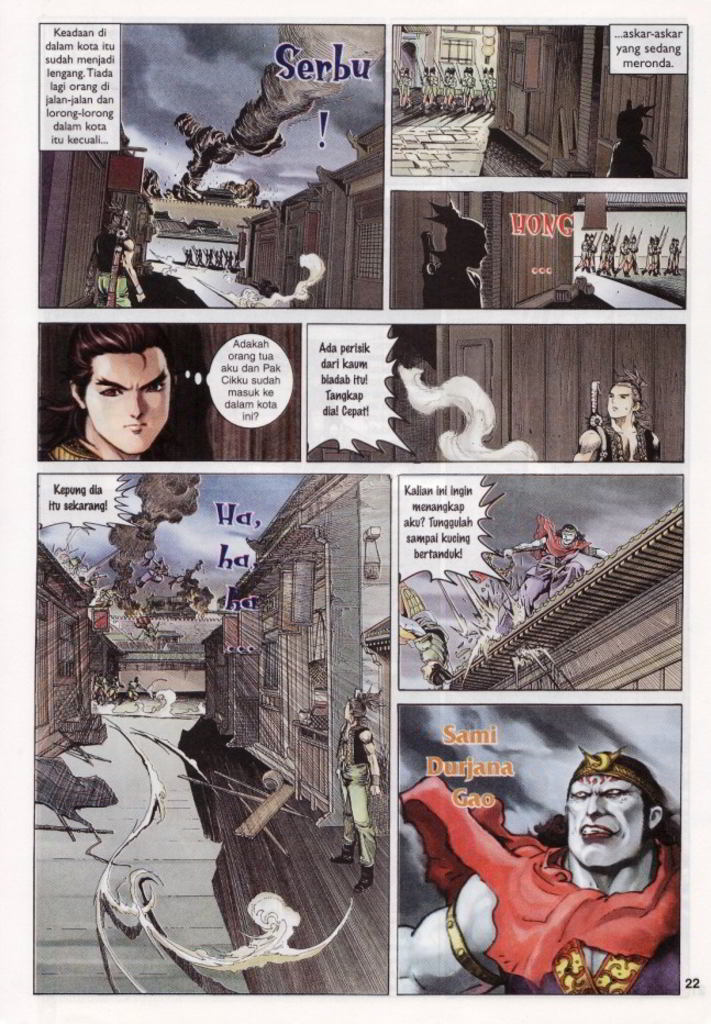 Keadaan di
dalam kota itu
sudah menjadi
lengang. Tiada
lagi orang di
jalan-jalan dan
lorong-lorong
dalam kota
itu kecuali...
Serbu
!
...askar-askar
yang sedang
meronda.
HONG
...
Adakah
orang tua
aku dan Pak
Cikku sudah
masuk ke
dalam kota
ini?
Ada perisik
dari kaum
biadab itu!
Tangkap
dia! Cepat!
Kepung dia
itu sekarang!
Ha,
ha,
ha
...
Kalian ini ingin
menangkap
aku? Tunggulah
sampai kucing
bertanduk!
Sami
Durjana
Gao
22